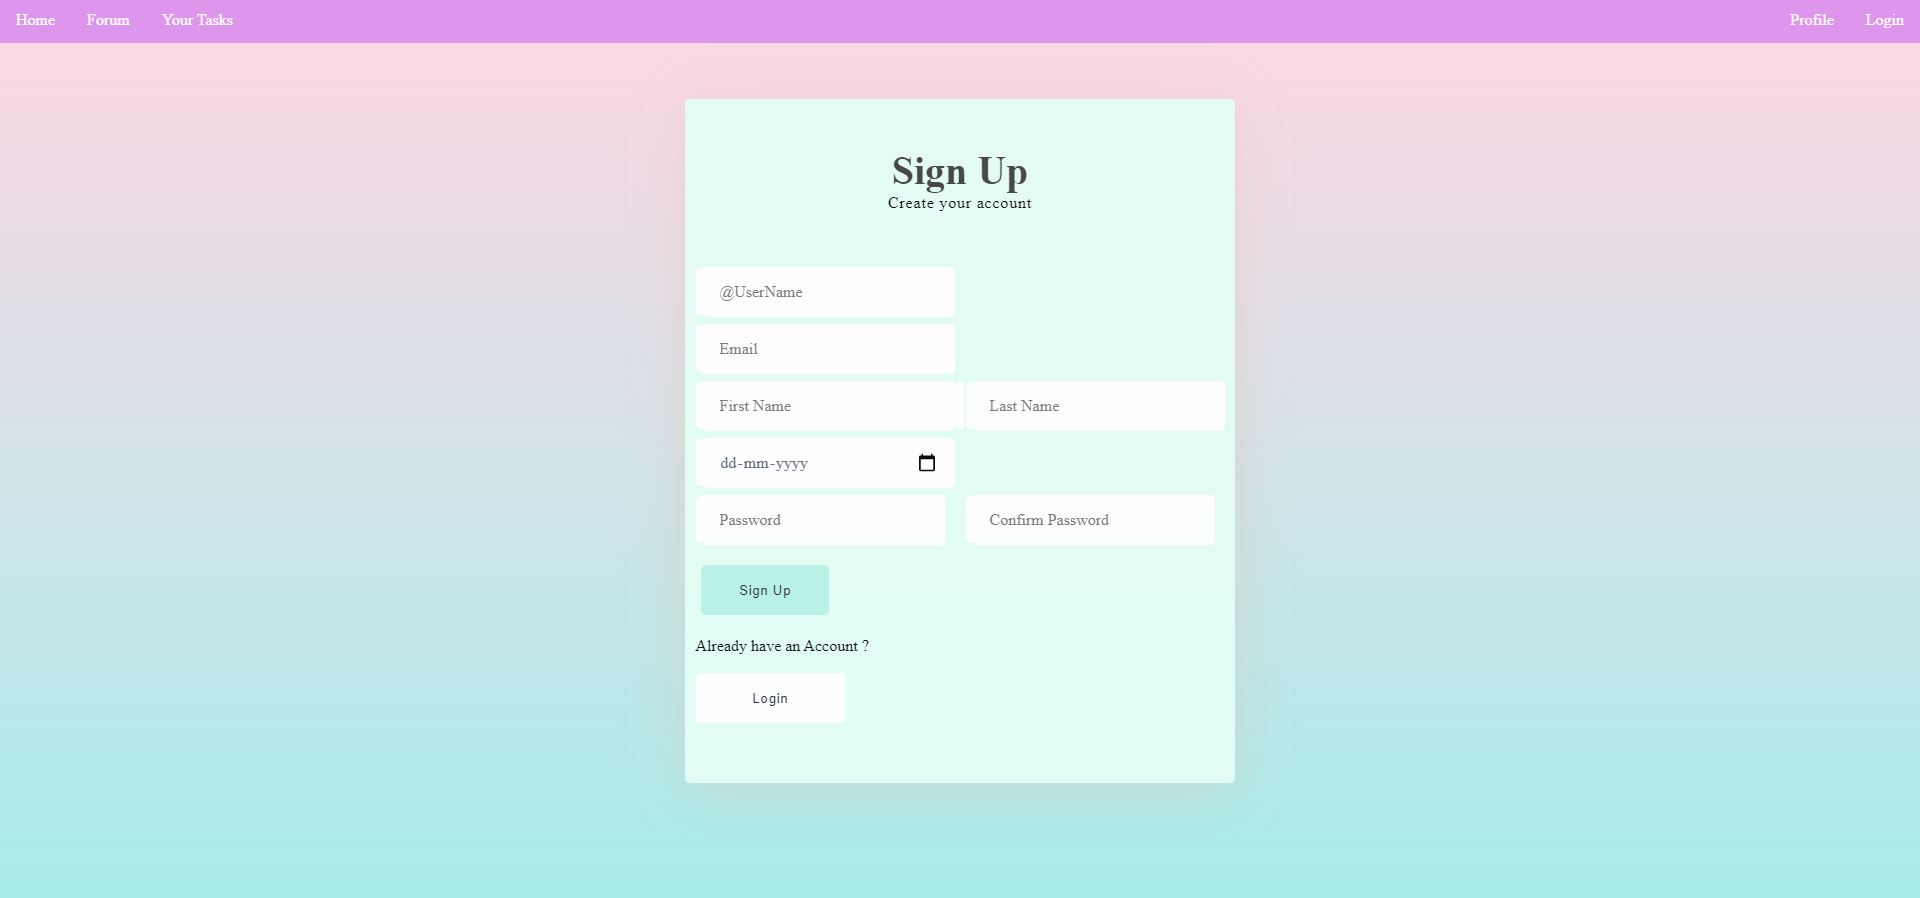 Home Forum Your Tasks Profile Login
Sign Up
Create your account
@UserName
Email
First Name Last Name
dd-mm-yyyy
Password Confirm Password
Sign Up
Already have an Account ?
Login